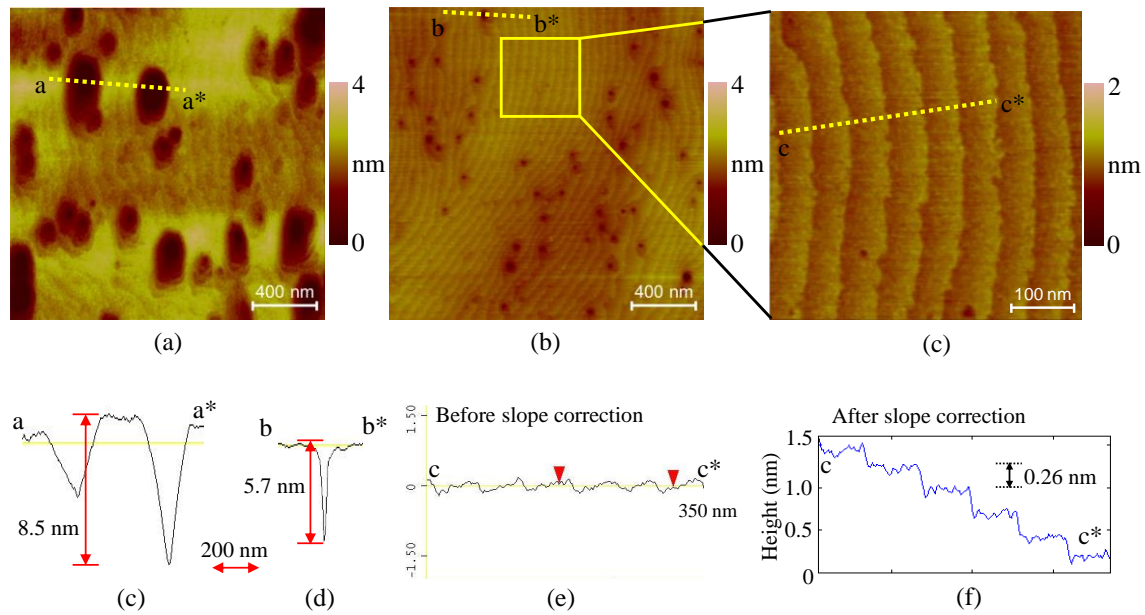 a
a*
4
nm
0
400 nm
(a)
b
b*
4
nm
0
400 nm
(b)
c
c*
2
nm
0
100 nm
(c)
a
a*
8.5 nm
200 nm
(c)
b
b*
5.7 nm
(d)
Before slope correction
1.50
0
-1.50
c
c*
350 nm
(e)
After slope correction
Height (nm)
1.5
1.0
0.5
0
c
0.26 nm
c*
(f)